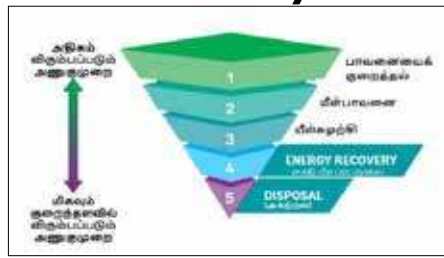 அதிகம்
விரும்பப்படும்
அணுகுமுறை
மிகவும்
குறைந்தளவில்
விரும்பப்படும்
அணுகுமுறை
1
2
3
4
5
பாவனையைக்
குறைத்தல்
மீள்பாவனை
மீள்சுழற்சி
ENERGY RECOVERY
DISPOSAL